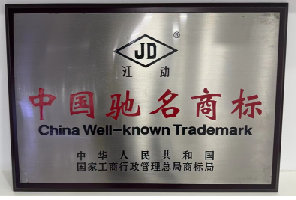 JD®
江动
中国驰名商标
China Well-known Trademark
中华人民共和国
国家工商行政管理总局商标局